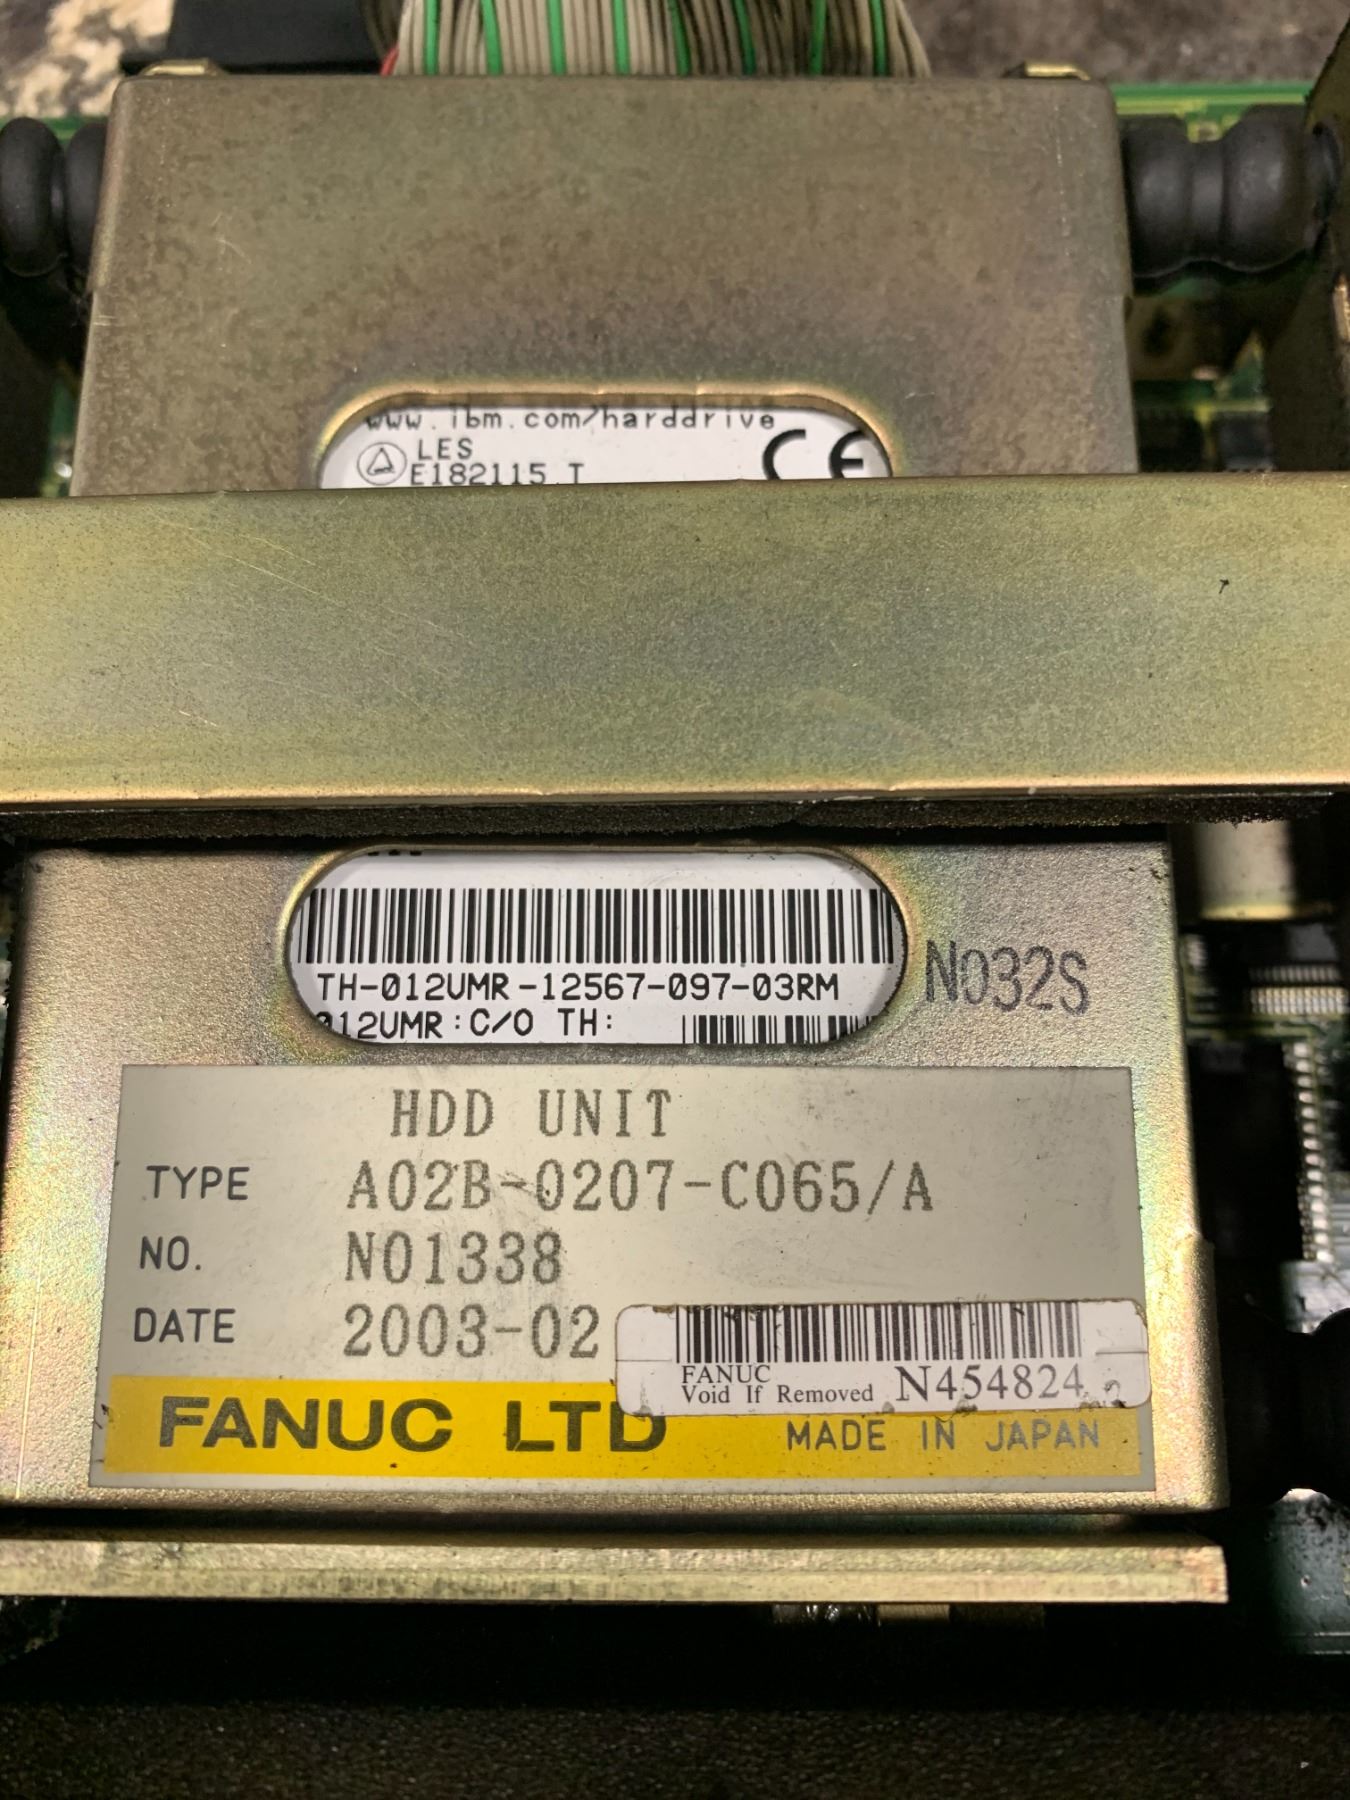 www.ibm.com/harddrive
LES
E182115 T
CE
TH-012UMR-12567-097-03RM
012UMR:C/O TH:
N032S
HDD UNIT
TYPE A02B-0207-C065/A
NO. N01338
DATE 2003-02
FANUC
Void If Removed N454824
FANUC LTD MADE IN JAPAN